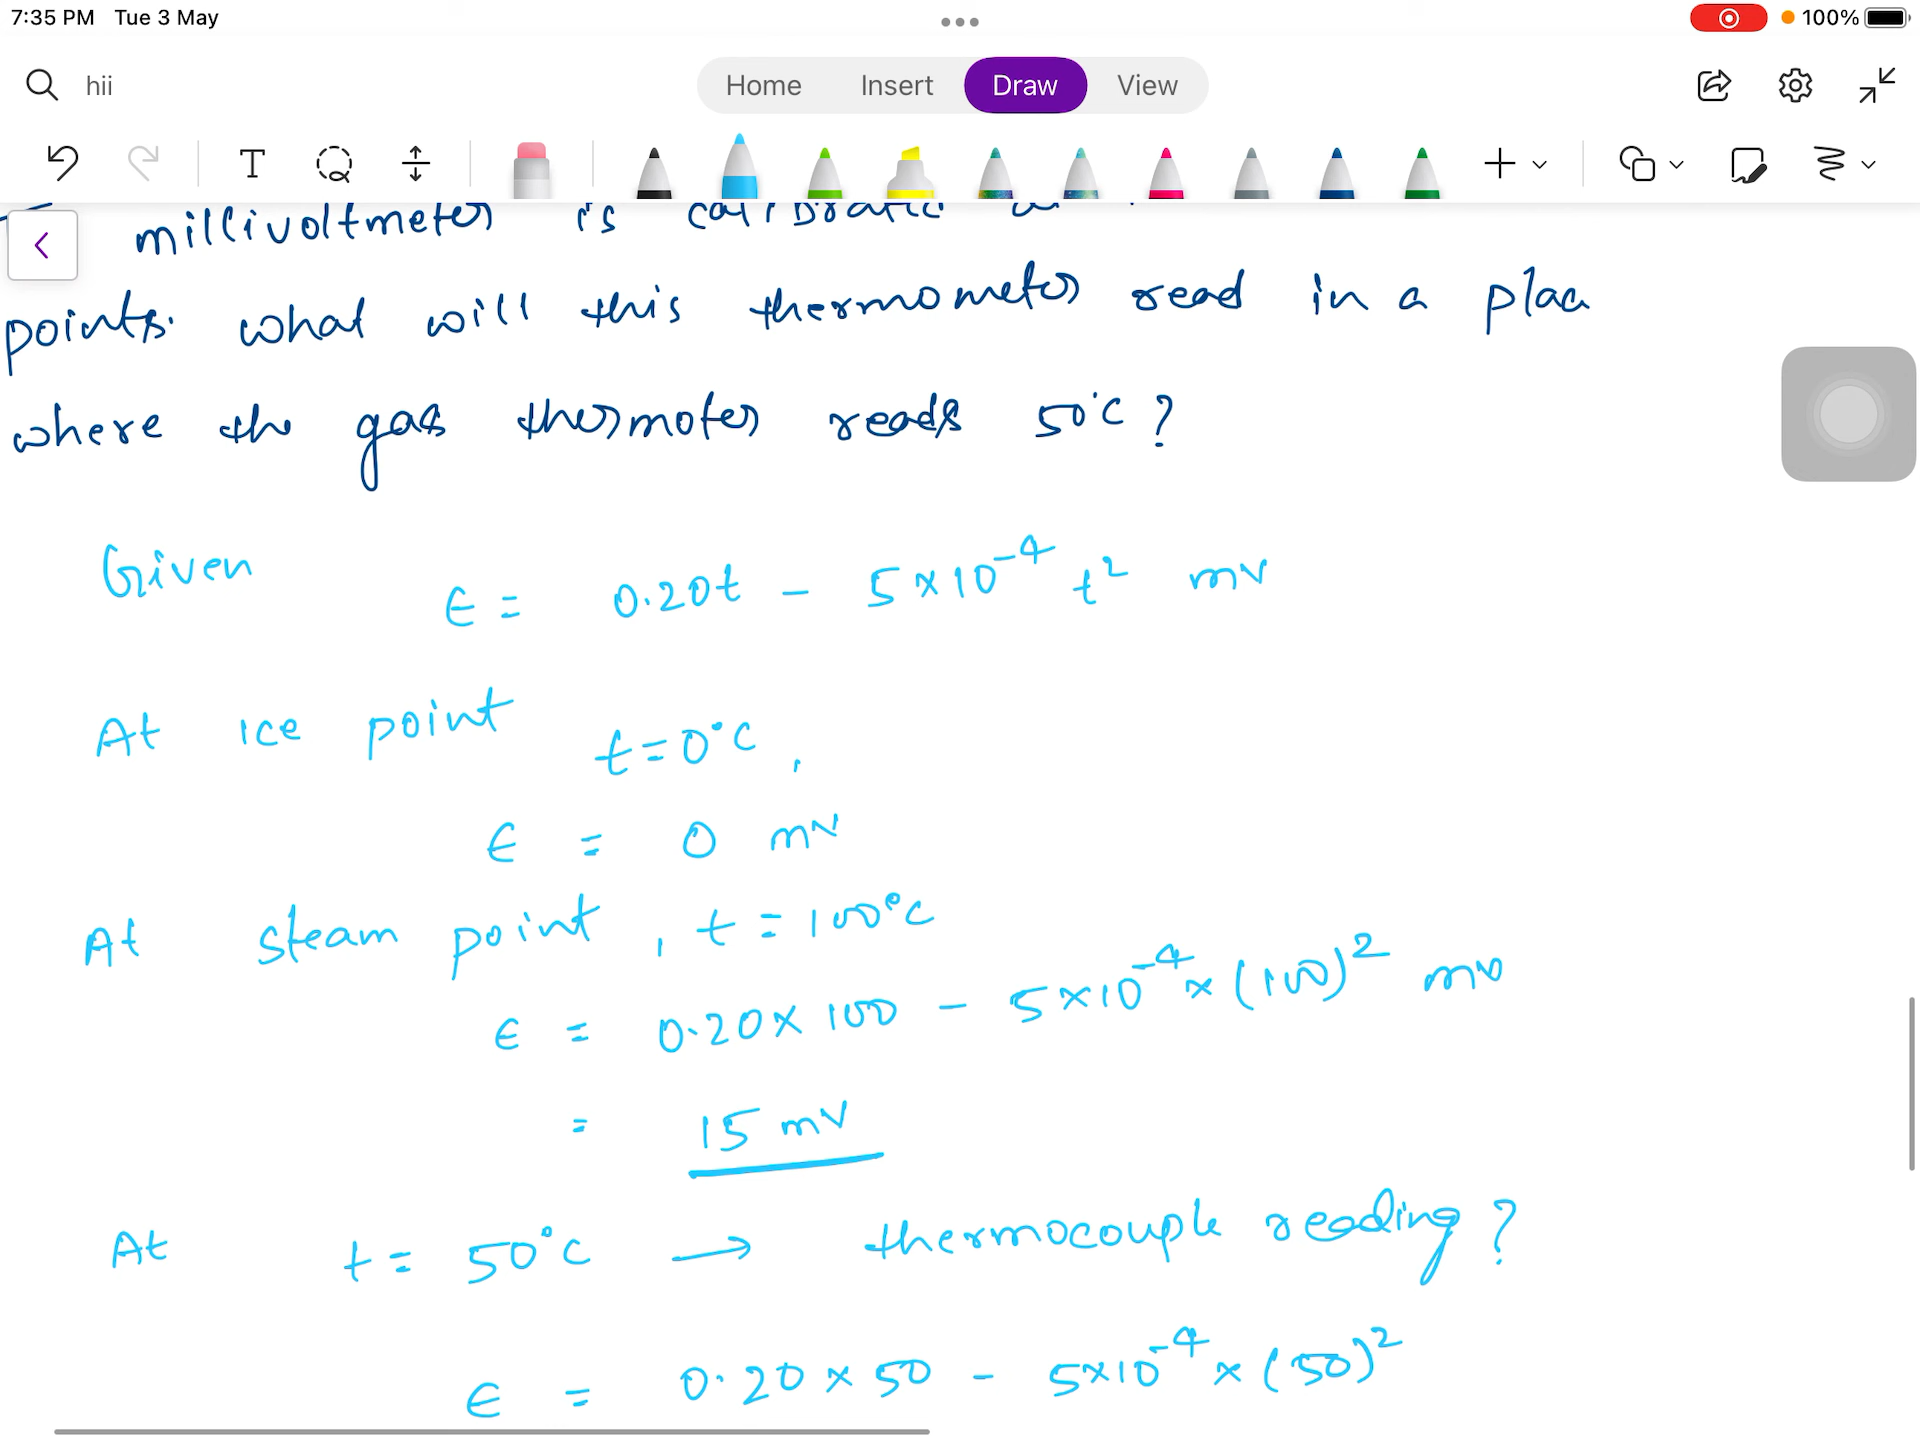 7:35 PM Tue 3 May
100%
hii
Home Insert Draw View
T
millivoltmeter is
points. what will this thermometer read in a plac
where the gas thermoter reads 50°C ?
Given
ϵ = 0.20t - 5×10⁻⁴ t² mv
At ice point
t=0°C ,
ϵ = 0 mv
At steam point , t = 100°C
ϵ = 0.20× 100 - 5×10⁻⁴ × (100)² mv
= 15 mv
At t = 50°C → thermocouple reading ?
ϵ = 0.20 × 50 - 5×10⁻⁴ × (50)²